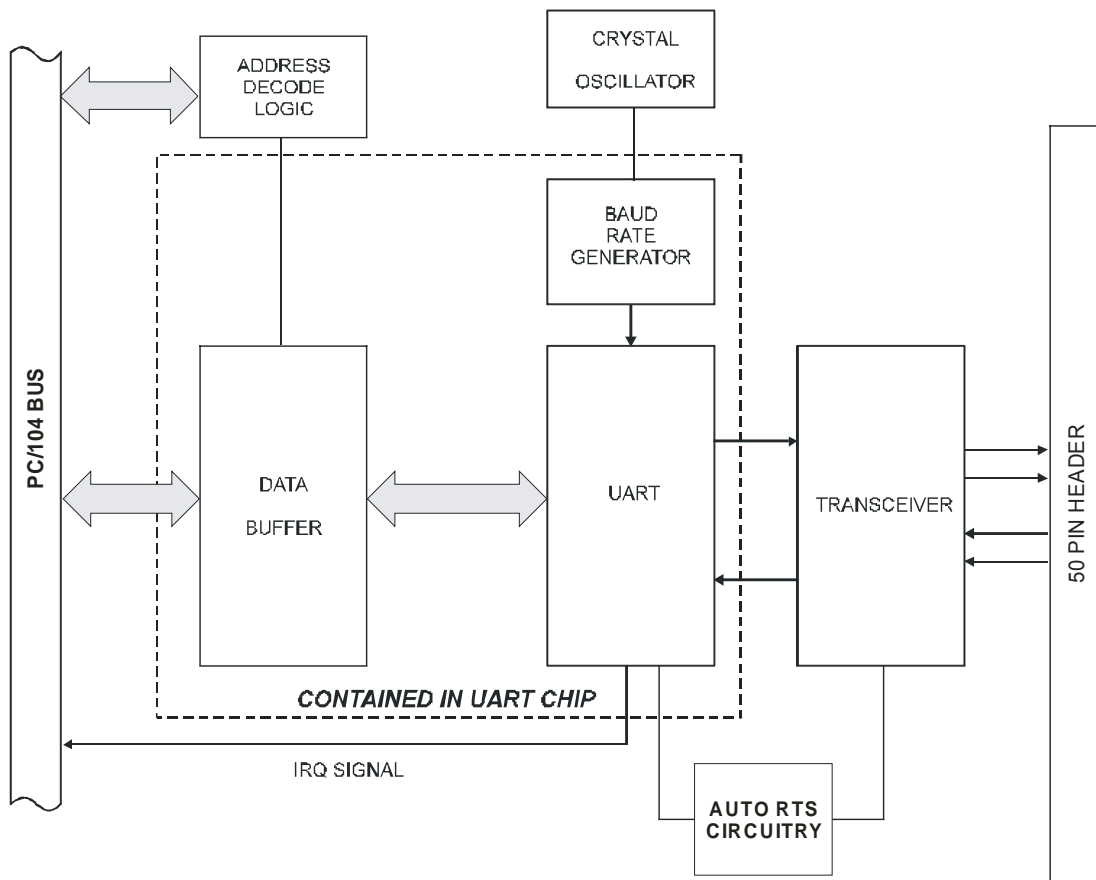 ADDRESS
DECODE
LOGIC
CRYSTAL
OSCILLATOR
BAUD
RATE
GENERATOR
PC/104 BUS
DATA
BUFFER
UART
TRANSCEIVER
50 PIN HEADER
CONTAINED IN UART CHIP
IRQ SIGNAL
AUTO RTS
CIRCUITRY